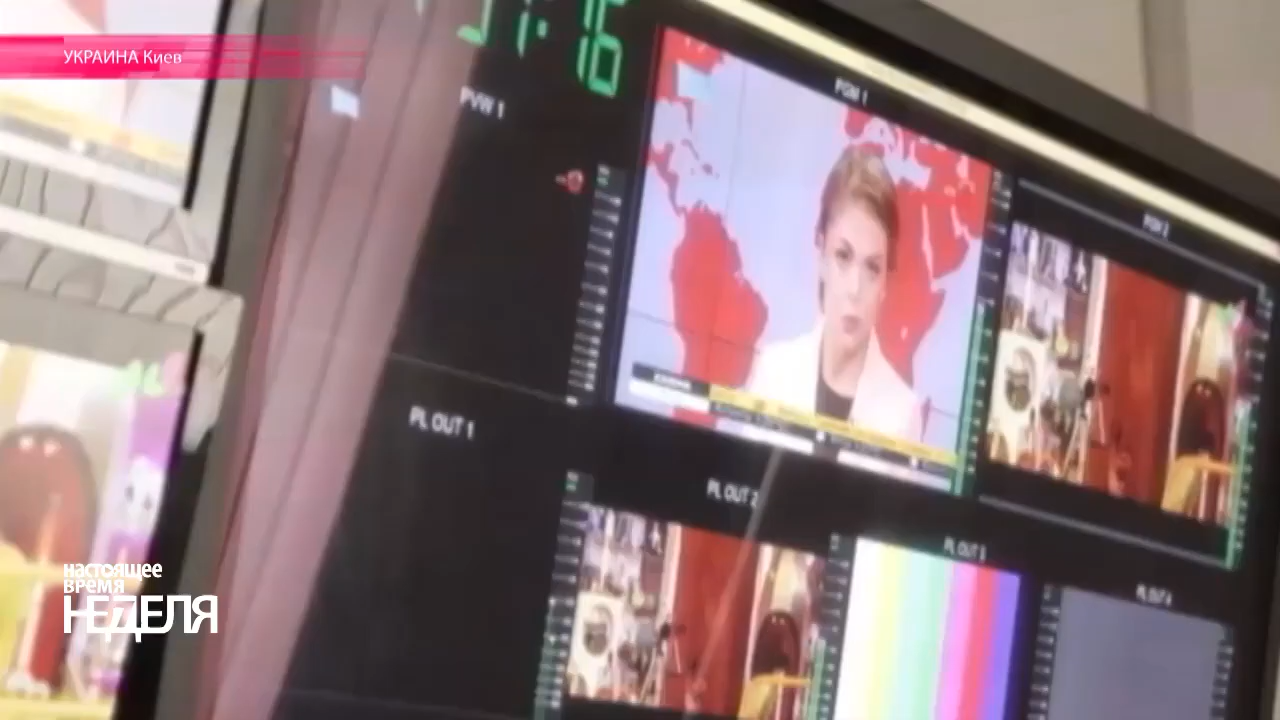 УКРАИНА Киев
PVW 1
PGM 1
PGM 2
PL OUT 1
PL OUT 2
PL OUT 3
PL OUT 4
настоящее
время
НЕДЕЛЯ